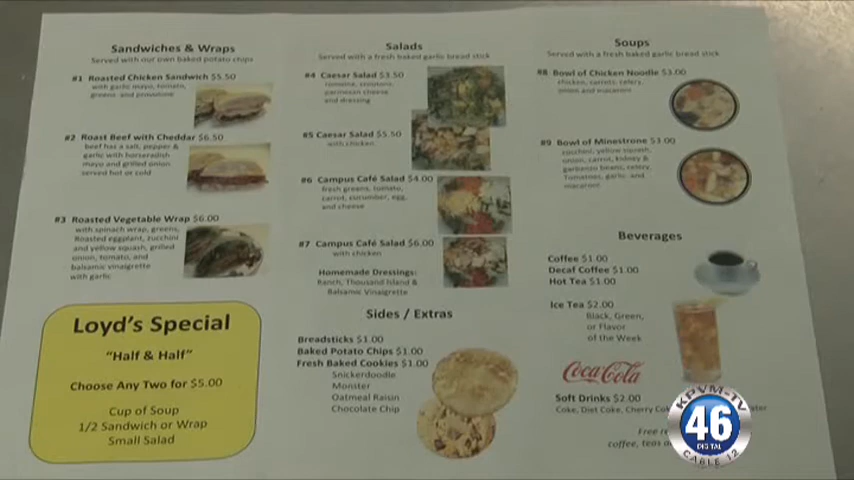 Sandwiches & Wraps
Served with our own baked potato chips
#1 Roasted Chicken Sandwich $5.50
with garlic mayo, tomato,
greens and provolone
#2 Roast Beef with Cheddar $6.50
beef has a salt, pepper &
garlic with horseradish
mayo and grilled onion
served hot or cold
#3 Roasted Vegetable Wrap $6.00
with spinach wrap, greens,
Roasted eggplant, zucchini
and yellow squash, grilled
onion, tomato, and
balsamic vinaigrette
with garlic
Loyd's Special
"Half & Half"
Choose Any Two for $5.00
Cup of Soup
1/2 Sandwich or Wrap
Small Salad
Salads
Served with a fresh baked garlic bread stick
#4 Caesar Salad $3.50
romaine, croutons,
parmesan cheese
and dressing
#5 Caesar Salad $5.50
with chicken
#6 Campus Café Salad $4.00
fresh greens, tomato,
carrot, cucumber, egg,
and cheese
#7 Campus Café Salad $6.00
with chicken
Homemade Dressings:
Ranch, Thousand Island &
Balsamic Vinaigrette
Sides / Extras
Breadsticks $1.00
Baked Potato Chips $1.00
Fresh Baked Cookies $1.00
Snickerdoodle
Monster
Oatmeal Raisin
Chocolate Chip
Soups
Served with a fresh baked garlic bread stick
#8 Bowl of Chicken Noodle $3.00
chicken, carrots, celery,
onion and macaroni
#9 Bowl of Minestrone $3.00
zucchini, yellow squash,
onion, carrot, kidney &
garbanzo beans, celery,
Tomatoes, garlic and
macaroni
Beverages
Coffee $1.00
Decaf Coffee $1.00
Hot Tea $1.00
Ice Tea $2.00
Black, Green,
or Flavor
of the Week
Coca-Cola
Soft Drinks $2.00
Coke, Diet Coke, Cherry
Free
coffee, teas
KPVM-TV
46
DIGITAL
CABLE 12